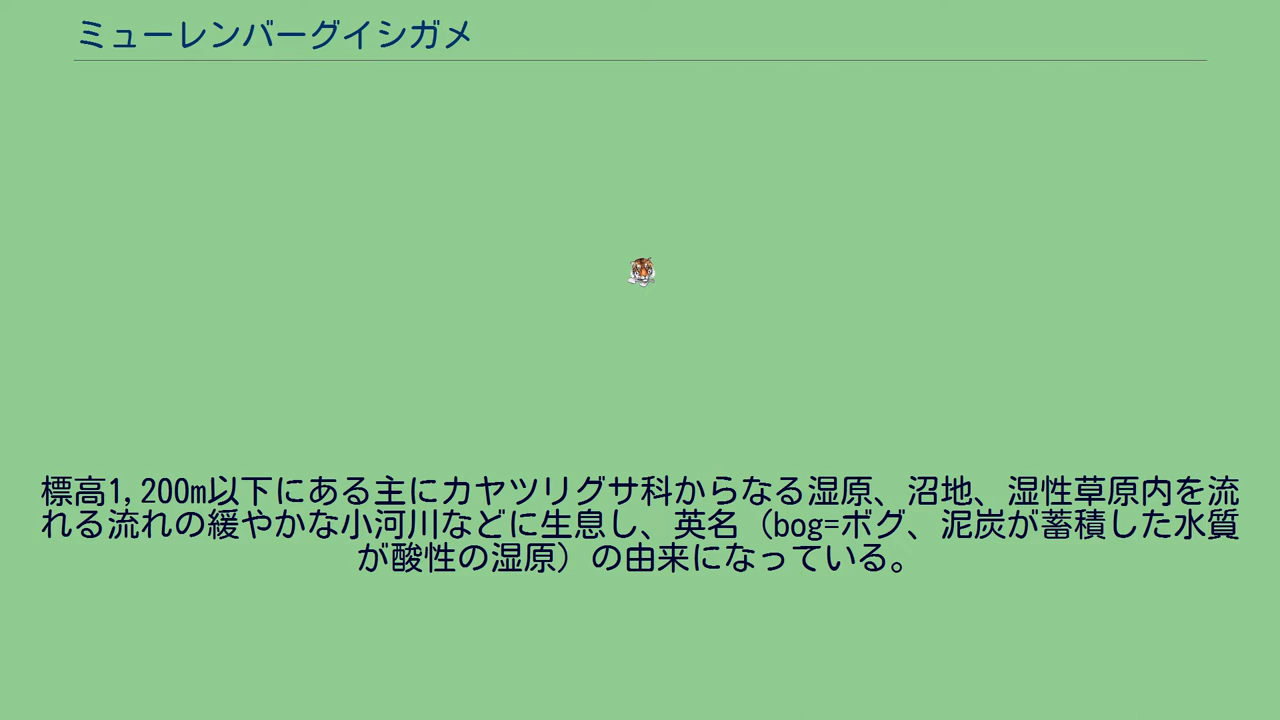 ミューレンバーグイシガメ
標高1,200m以下にある主にカヤツリグサ科からなる湿原、沼地、湿性草原内を流
れる流れの緩やかな小河川などに生息し、英名（bog=ボグ、泥炭が蓄積した水質
が酸性の湿原）の由来になっている。